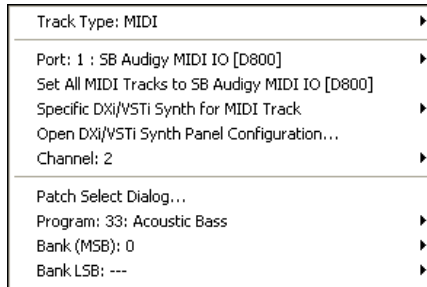 Track Type: MIDI
Port: 1 : SB Audigy MIDI IO [D800]
Set All MIDI Tracks to SB Audigy MIDI IO [D800]
Specific DXi/VSTi Synth for MIDI Track
Open DXi/VSTi Synth Panel Configuration...
Channel: 2
Patch Select Dialog...
Program: 33: Acoustic Bass
Bank (MSB): 0
Bank LSB: ---